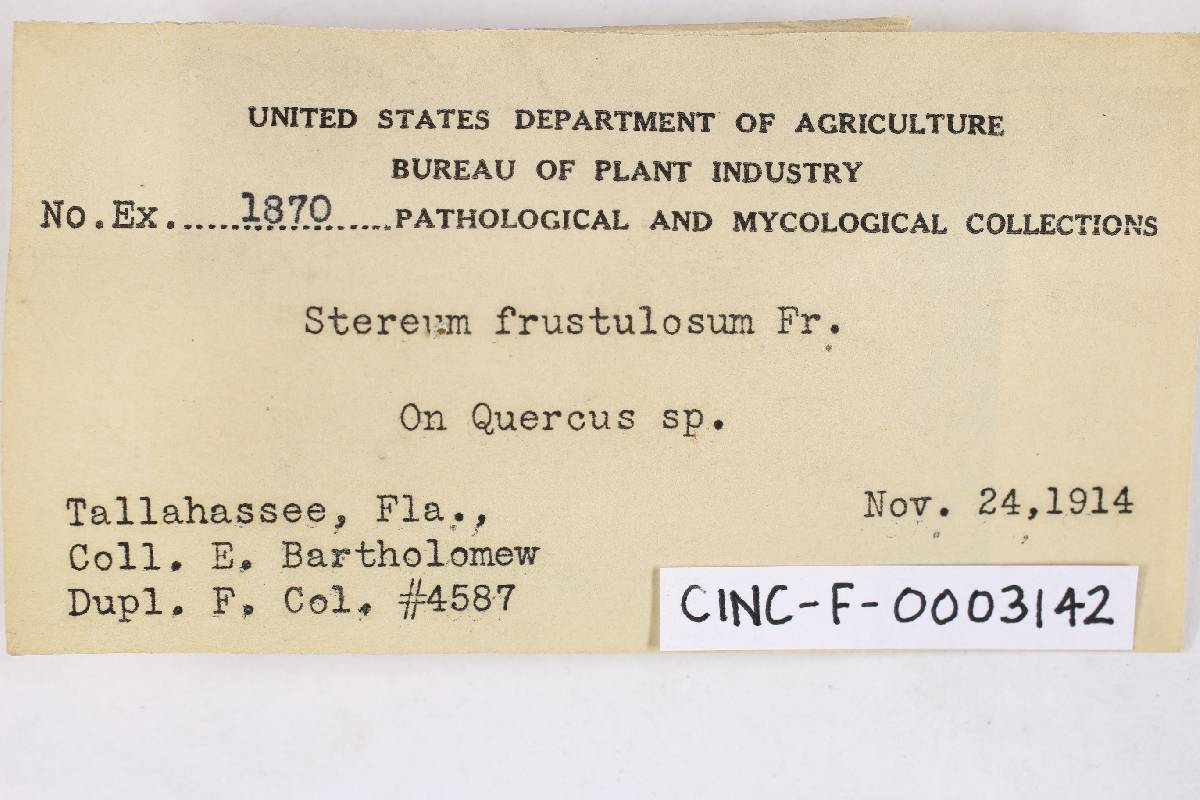 UNITED STATES DEPARTMENT OF AGRICULTURE
BUREAU OF PLANT INDUSTRY
No.Ex.....1870.....PATHOLOGICAL AND MYCOLOGICAL COLLECTIONS
Stereum frustulosum Fr.
On Quercus sp.
Tallahassee, Fla.,
Nov. 24,1914
Coll. E. Bartholomew
Dupl. F. Col. #4587
CINC-F-0003142